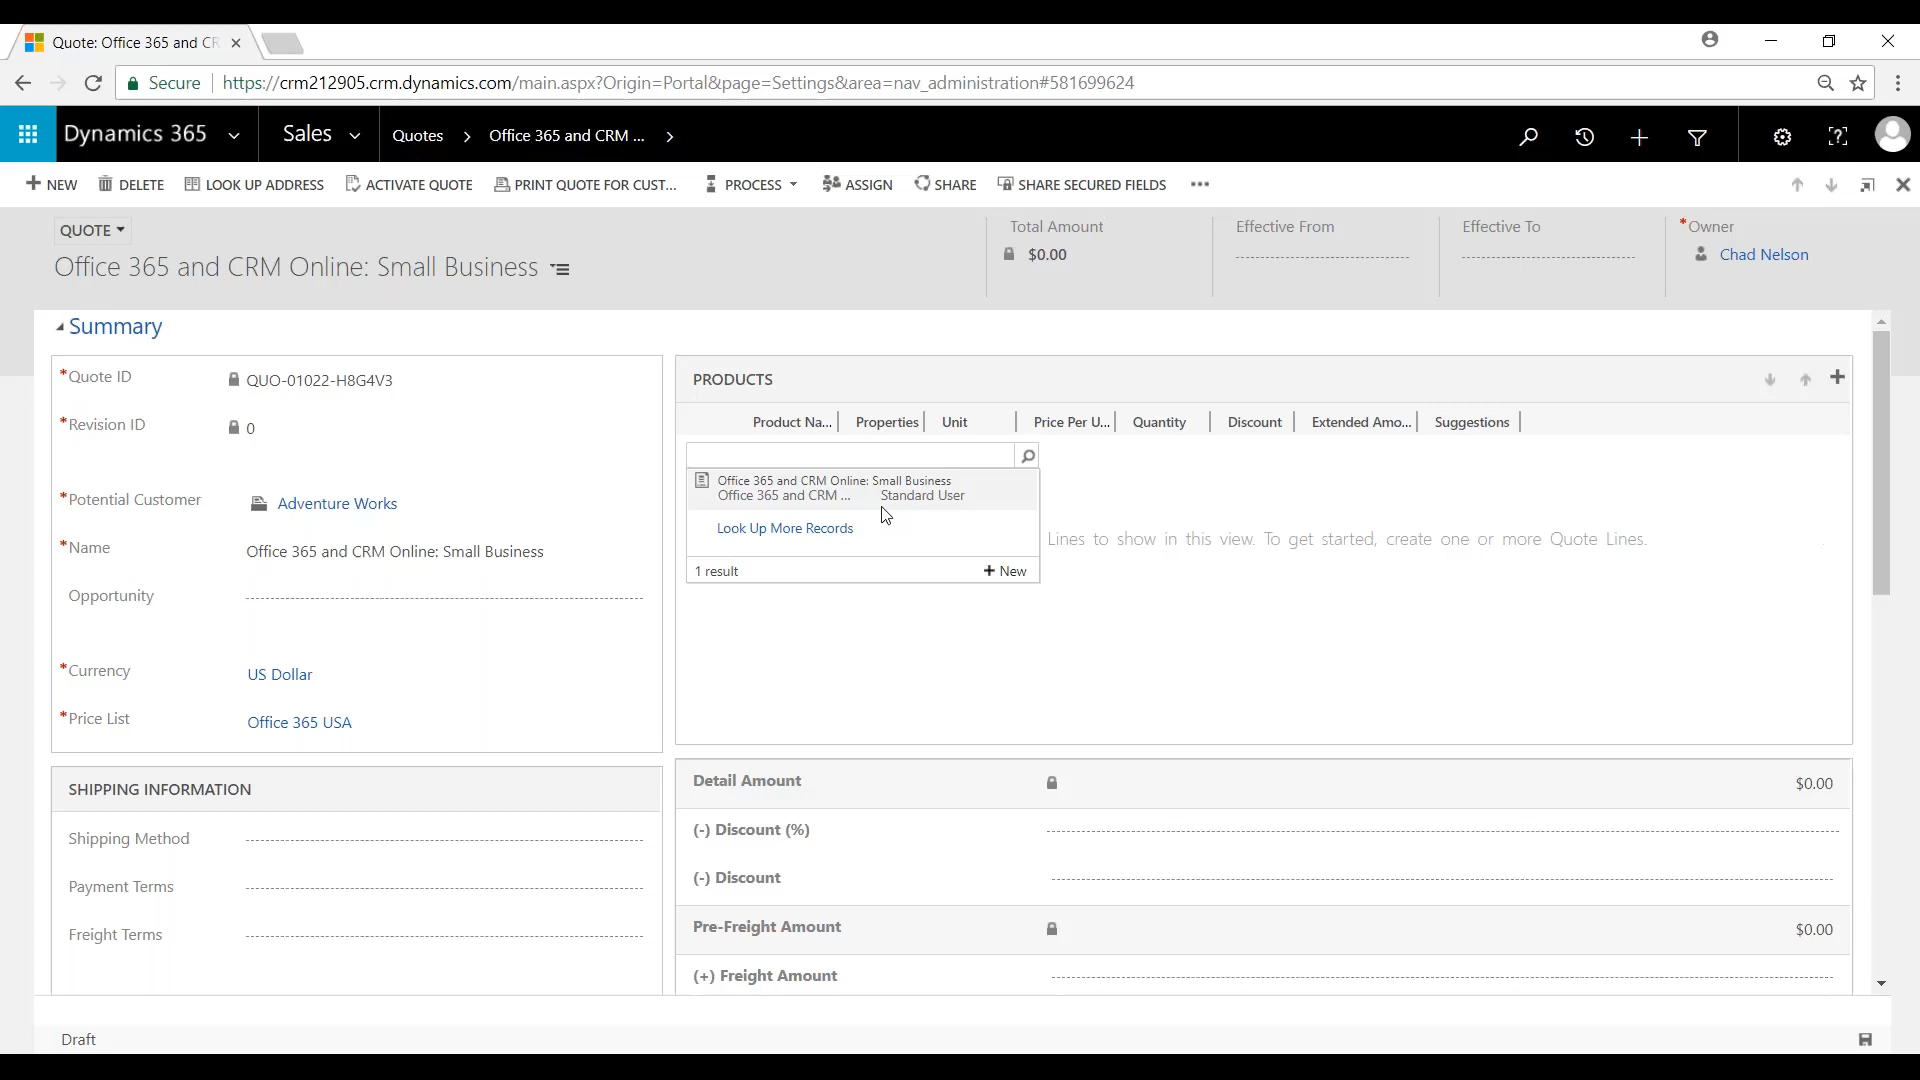 Quote: Office 365 and CR
Secure https://crm212905.crm.dynamics.com/main.aspx?Origin=Portal&page=Settings&area=nav_administration#581699624
Dynamics 365 Sales Quotes > Office 365 and CRM ... >
NEW DELETE LOOK UP ADDRESS ACTIVATE QUOTE PRINT QUOTE FOR CUST... PROCESS ASSIGN SHARE SHARE SECURED FIELDS •••
QUOTE
Office 365 and CRM Online: Small Business
Total Amount
$0.00
Effective From
Effective To
*Owner
Chad Nelson
Summary
*Quote ID QUO-01022-H8G4V3
*Revision ID 0
*Potential Customer Adventure Works
*Name Office 365 and CRM Online: Small Business
Opportunity
*Currency US Dollar
*Price List Office 365 USA
SHIPPING INFORMATION
Shipping Method
Payment Terms
Freight Terms
PRODUCTS
Product Na... Properties Unit Price Per U... Quantity Discount Extended Amo... Suggestions
Office 365 and CRM Online: Small Business
Office 365 and CRM ... Standard User
Look Up More Records
1 result + New
Lines to show in this view. To get started, create one or more Quote Lines.
Detail Amount $0.00
(-) Discount (%)
(-) Discount
Pre-Freight Amount $0.00
(+) Freight Amount
Draft